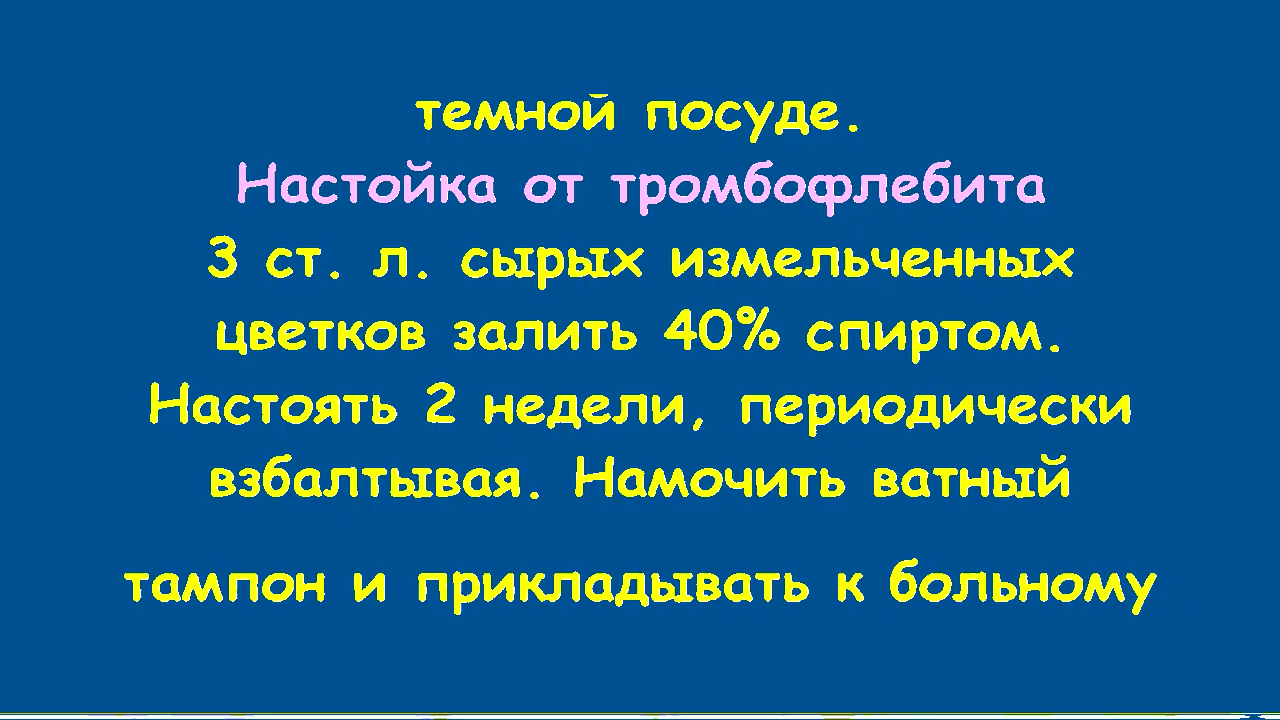 темной посуде.
Настойка от тромбофлебита
3 ст. л. сырых измельченных
цветков залить 40% спиртом.
Настоять 2 недели, периодически
взбалтывая. Намочить ватный
тампон и прикладывать к больному